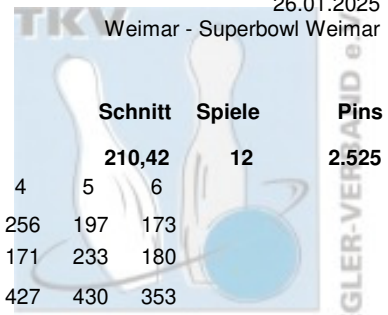 26.01.2025
TKV
Weimar - Superbowl Weimar
Schnitt Spiele Pins
210,42 12 2.525
4 5 6
256 197 173
171 233 180
427 430 353
GLER-VERBAND e.V